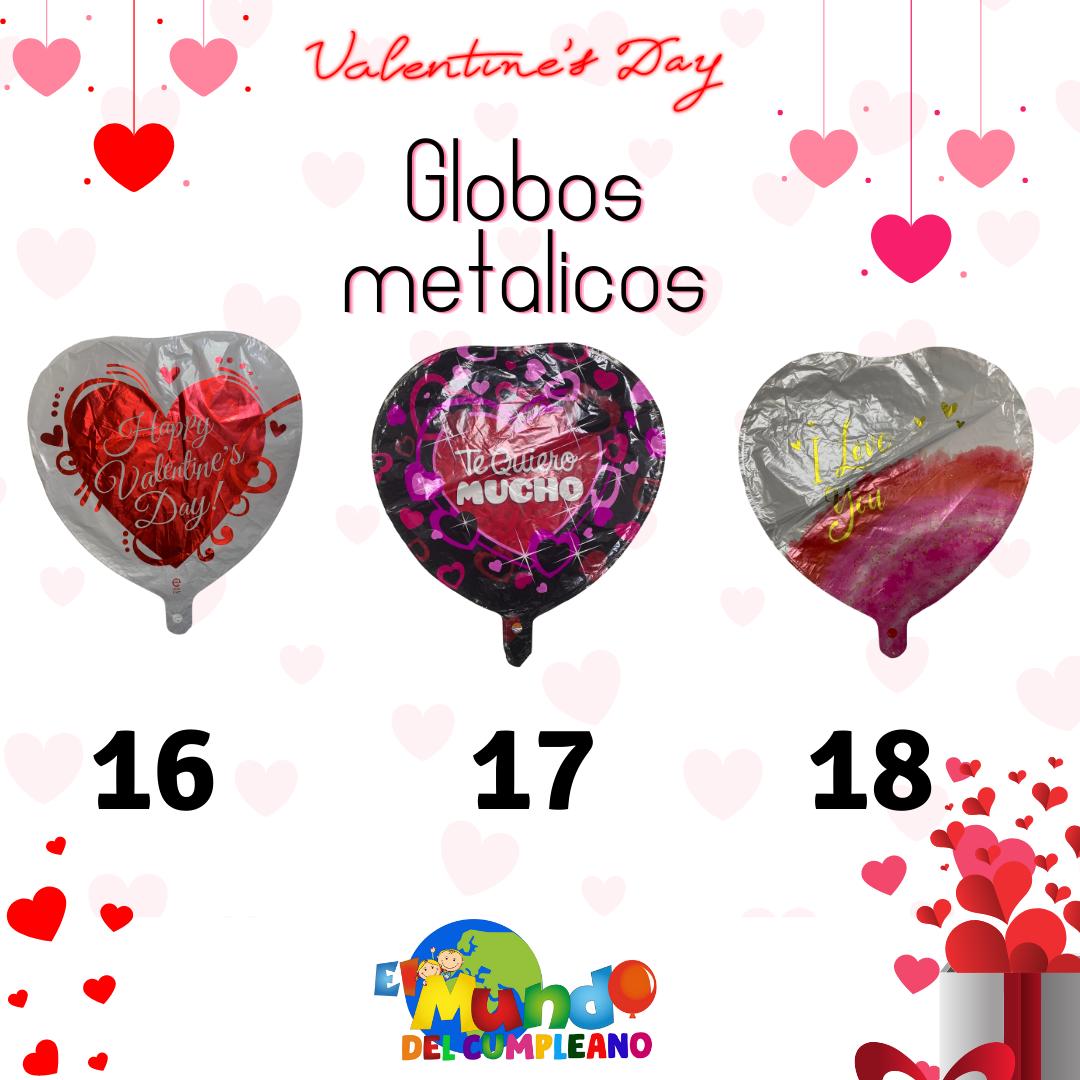 Valentine's Day
Globos
metalicos
Happy
Valentine's
Day!
Te Quiero
MUCHO
I Love
You
16
17
18
El
Mundo
DEL CUMPLEANO